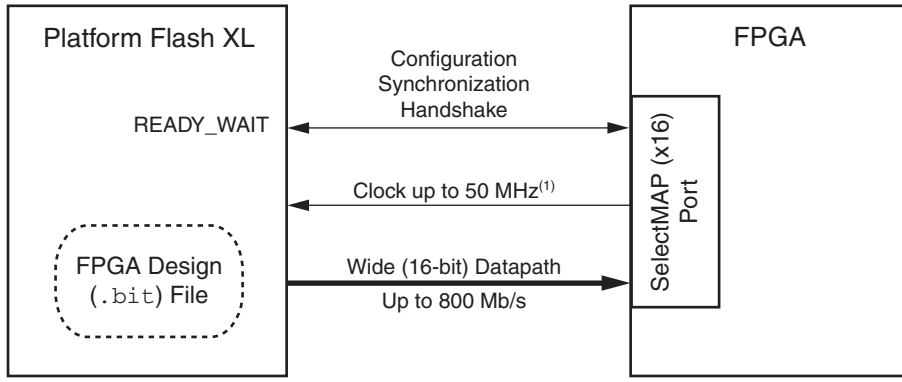 Platform Flash XL
FPGA
Configuration
Synchronization
Handshake
READY_WAIT
Clock up to 50 MHz(1)
SelectMAP (x16)
Port
FPGA Design
(.bit) File
Wide (16-bit) Datapath
Up to 800 Mb/s